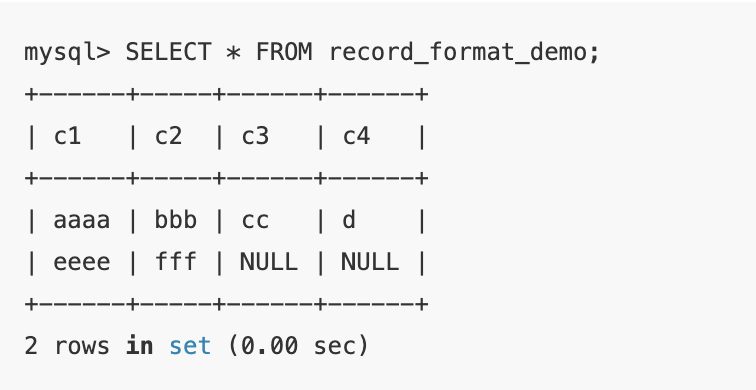 mysql> SELECT * FROM record_format_demo;
+------+-----+------+------+
| c1   | c2  | c3   | c4   |
+------+-----+------+------+
| aaaa | bbb | cc   | d    |
| eeee | fff | NULL | NULL |
+------+-----+------+------+
2 rows in set (0.00 sec)